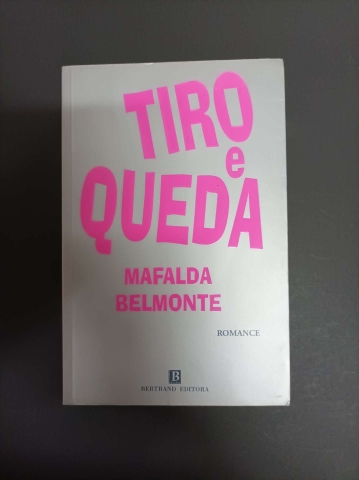 TIRO
e
QUEDA
MAFALDA
BELMONTE
ROMANCE
B
BERTRAND EDITORA